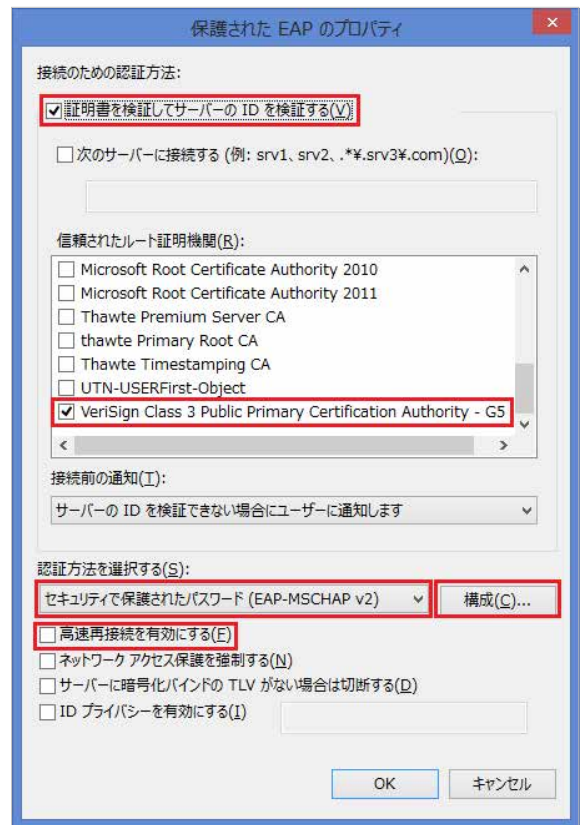 保護された EAP のプロパティ
接続のための認証方法:
証明書を検証してサーバーの ID を検証する(V)
次のサーバーに接続する (例: srv1、srv2、.*¥.srv3¥.com)(O):
信頼されたルート証明機関(R):
Microsoft Root Certificate Authority 2010
Microsoft Root Certificate Authority 2011
Thawte Premium Server CA
thawte Primary Root CA
Thawte Timestamping CA
UTN-USERFirst-Object
VeriSign Class 3 Public Primary Certification Authority - G5
接続前の通知(T):
サーバーの ID を検証できない場合にユーザーに通知します
認証方法を選択する(S):
セキュリティで保護されたパスワード (EAP-MSCHAP v2) 構成(C)...
高速再接続を有効にする(F)
ネットワーク アクセス保護を強制する(N)
サーバーに暗号化バインドの TLV がない場合は切断する(D)
ID プライバシーを有効にする(I)
OK キャンセル